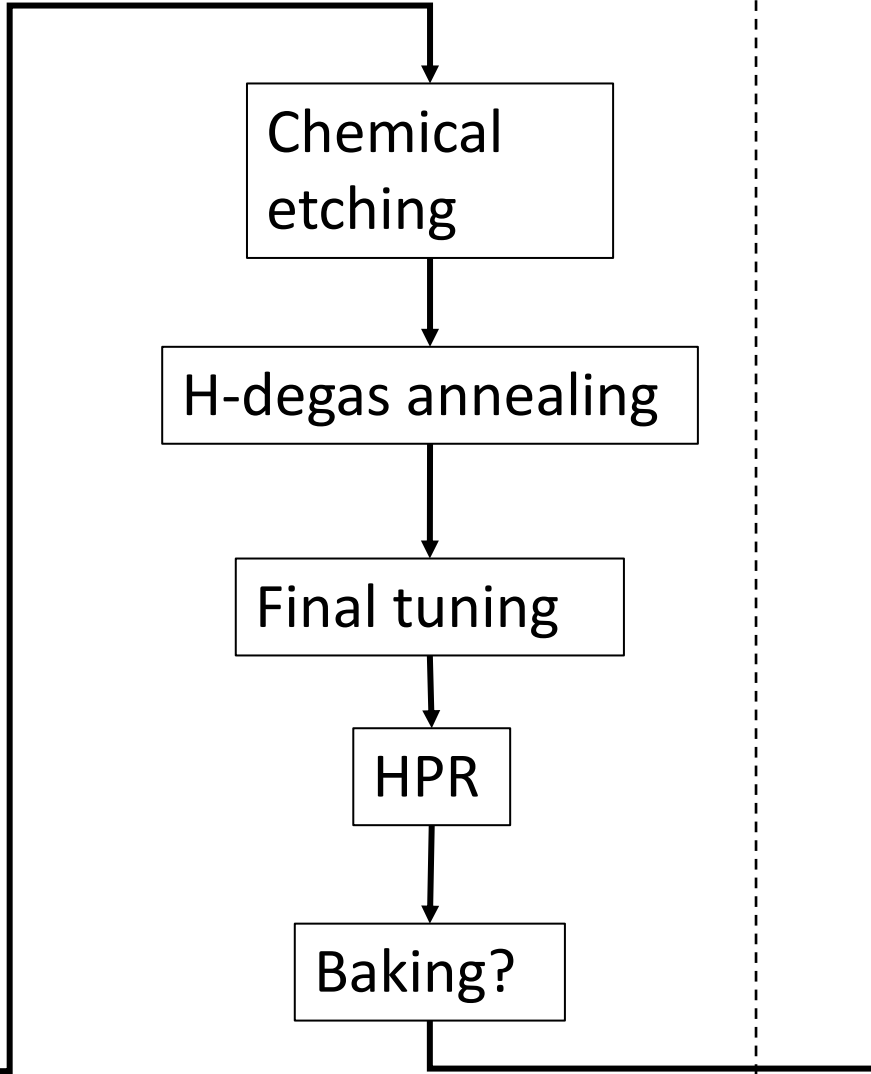 Chemical
etching
H-degas annealing
Final tuning
HPR
Baking?